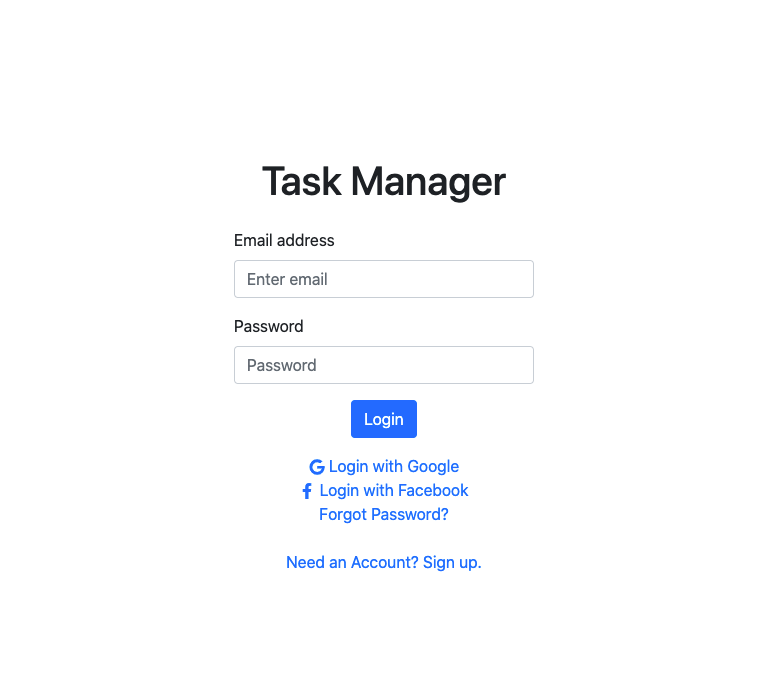 Task Manager
Email address
Enter email
Password
Password
Login
Login with Google
Login with Facebook
Forgot Password?
Need an Account? Sign up.